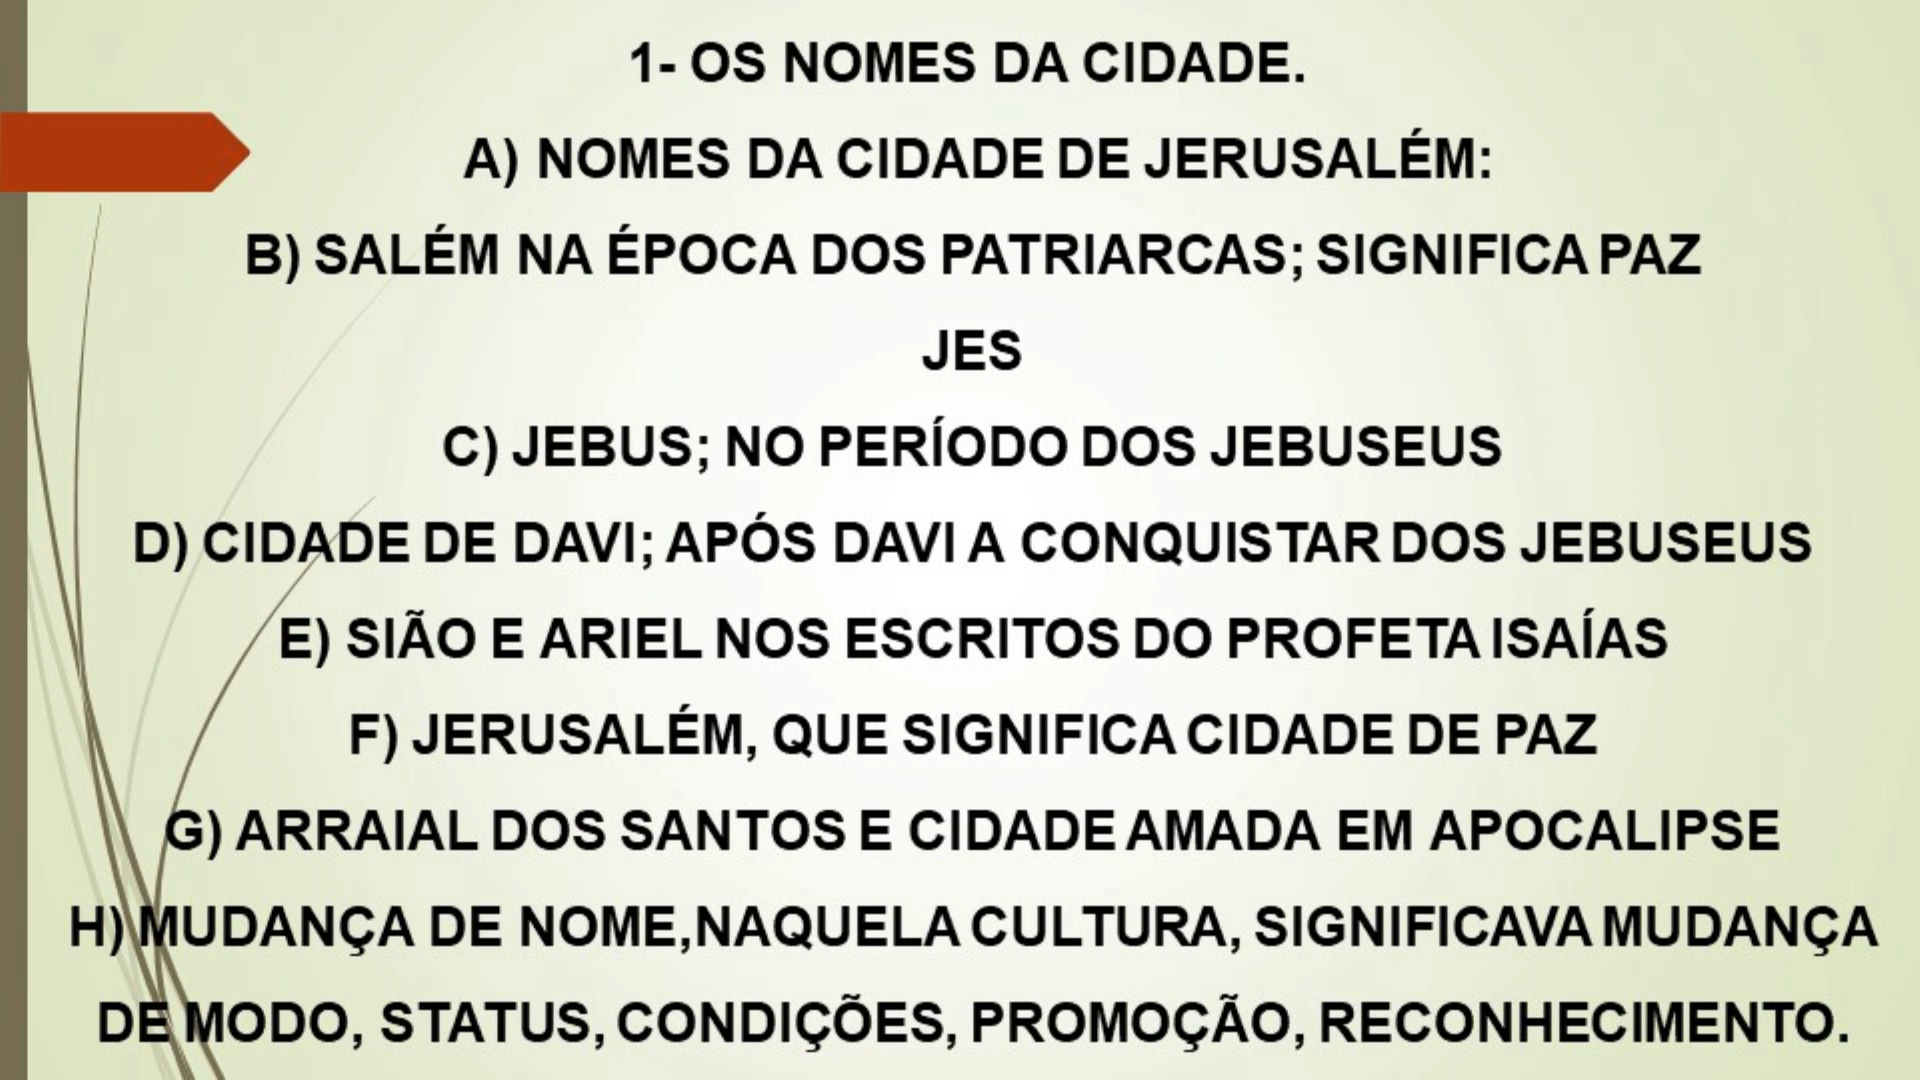 1- OS NOMES DA CIDADE.
A) NOMES DA CIDADE DE JERUSALÉM:
B) SALÉM NA ÉPOCA DOS PATRIARCAS; SIGNIFICA PAZ
JES
C) JEBUS; NO PERÍODO DOS JEBUSEUS
D) CIDADE DE DAVI; APÓS DAVI A CONQUISTAR DOS JEBUSEUS
E) SIÃO E ARIEL NOS ESCRITOS DO PROFETA ISAÍAS
F) JERUSALÉM, QUE SIGNIFICA CIDADE DE PAZ
G) ARRAIAL DOS SANTOS E CIDADE AMADA EM APOCALIPSE
H) MUDANÇA DE NOME,NAQUELA CULTURA, SIGNIFICAVA MUDANÇA
DE MODO, STATUS, CONDIÇÕES, PROMOÇÃO, RECONHECIMENTO.